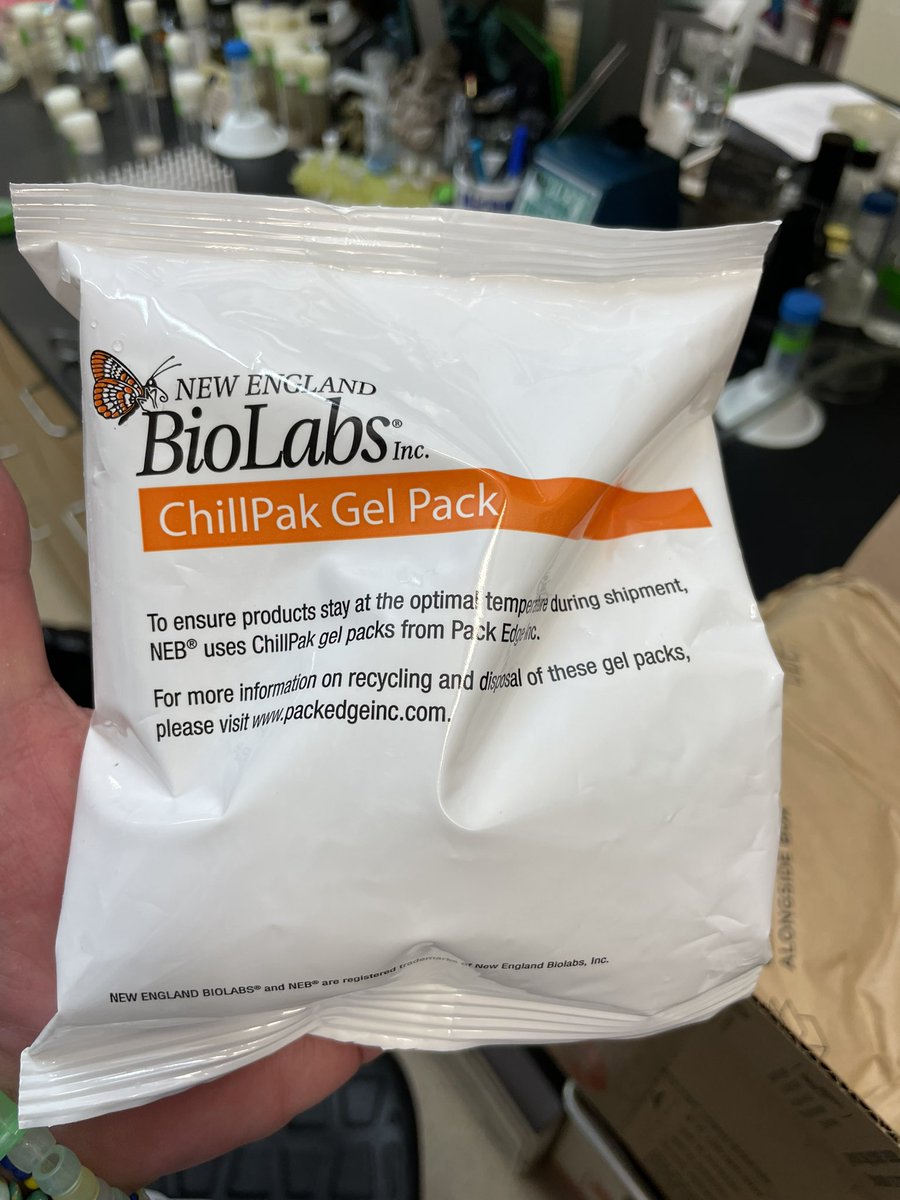 NEW ENGLAND
BioLabs® Inc.
ChillPak Gel Pack
To ensure products stay at the optimal temperature during shipment,
NEB® uses ChillPak gel packs from Pack Edge Inc.
For more information on recycling and disposal of these gel packs,
please visit www.packedgeinc.com.
NEW ENGLAND BIOLABS® and NEB® are registered trademarks of New England Biolabs, Inc.
ALONGSIDE